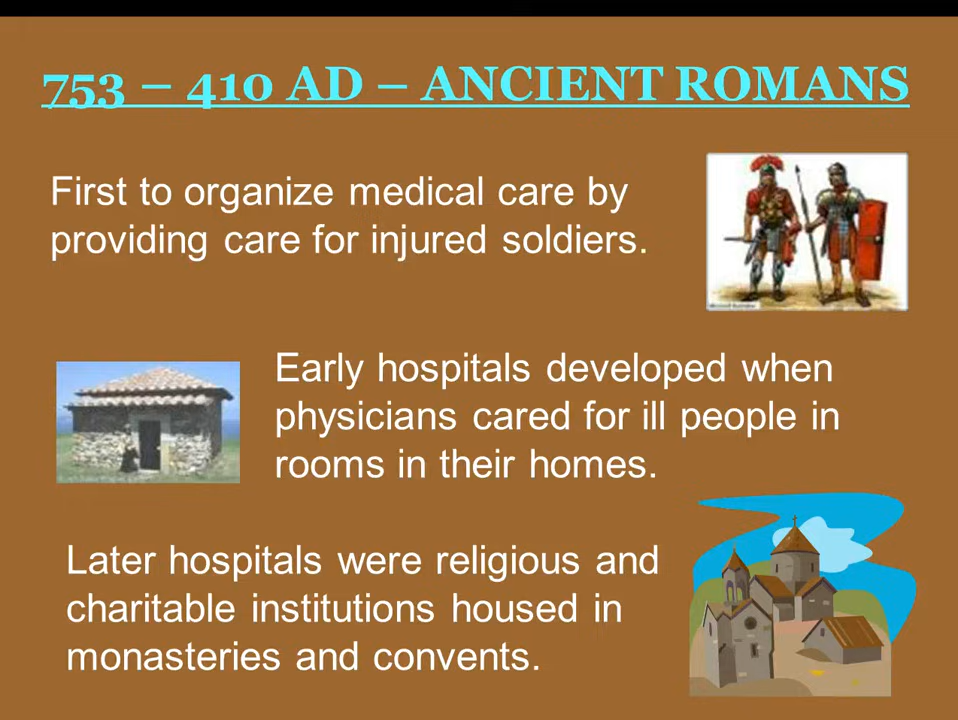 753 – 410 AD – ANCIENT ROMANS
First to organize medical care by
providing care for injured soldiers.
Early hospitals developed when
physicians cared for ill people in
rooms in their homes.
Later hospitals were religious and
charitable institutions housed in
monasteries and convents.